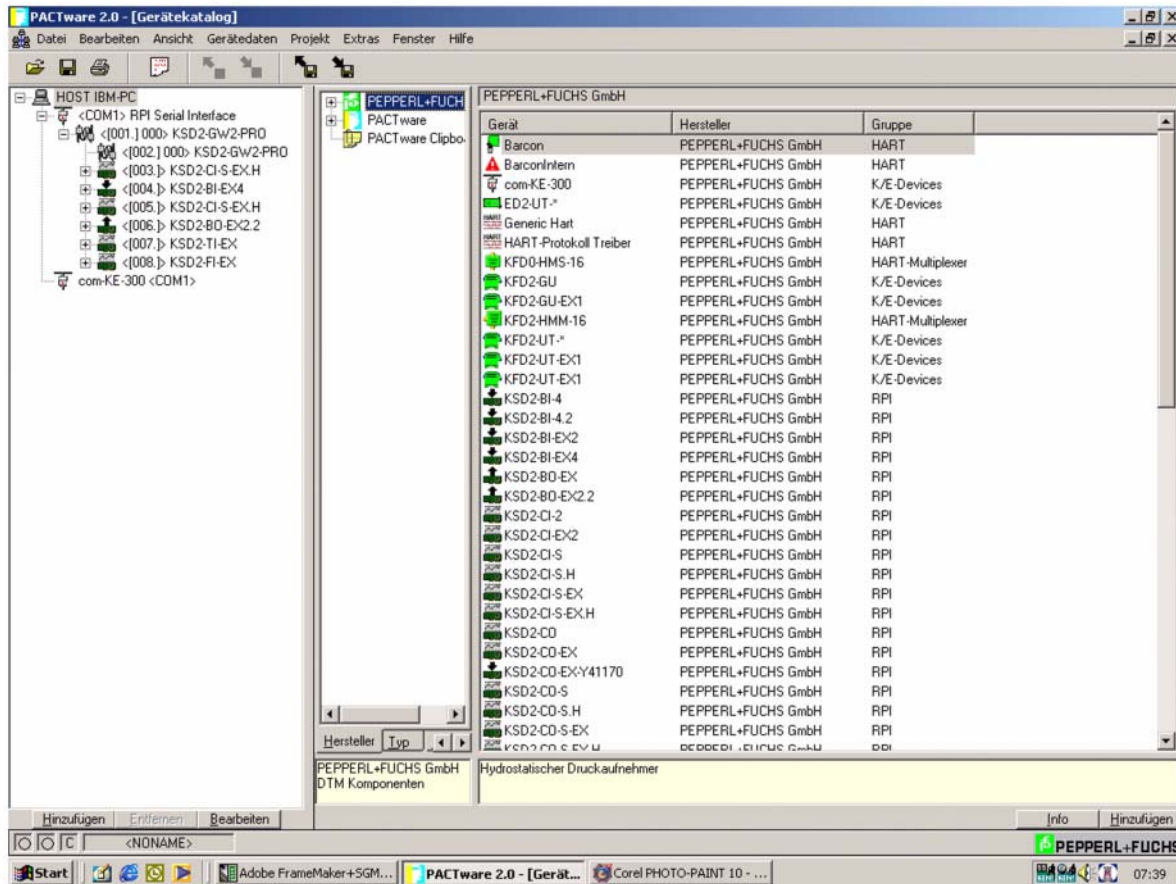 PACTware 2.0 - [Gerätekatalog]
Datei Bearbeiten Ansicht Gerätedaten Projekt Extras Fenster Hilfe
HOST IBM-PC
<COM1> RPI Serial Interface
<[001.] 000> KSD2-GW2-PRO
<[002.] 000> KSD2-GW2-PRO
<[003.]> KSD2-CI-S-EX.H
<[004.]> KSD2-BI-EX4
<[005.]> KSD2-CI-S-EX.H
<[006.]> KSD2-BO-EX2.2
<[007.]> KSD2-TI-EX
<[008.]> KSD2-FI-EX
com-KE-300 <COM1>
Hinzufügen Entfernen Bearbeiten
PEPPERL+FUCH
PACTware
PACTware Clipbo
Hersteller Typ
PEPPERL+FUCHS GmbH
DTM Komponenten
PEPPERL+FUCHS GmbH
Gerät Hersteller Gruppe
Barcon PEPPERL+FUCHS GmbH HART
BarconIntern PEPPERL+FUCHS GmbH HART
com-KE-300 PEPPERL+FUCHS GmbH K/E-Devices
ED2-UT-* PEPPERL+FUCHS GmbH K/E-Devices
Generic Hart PEPPERL+FUCHS GmbH HART
HART-Protokoll Treiber PEPPERL+FUCHS GmbH HART
KFD0-HMS-16 PEPPERL+FUCHS GmbH HART-Multiplexer
KFD2-GU PEPPERL+FUCHS GmbH K/E-Devices
KFD2-GU-EX1 PEPPERL+FUCHS GmbH K/E-Devices
KFD2-HMM-16 PEPPERL+FUCHS GmbH HART-Multiplexer
KFD2-UT-* PEPPERL+FUCHS GmbH K/E-Devices
KFD2-UT-EX1 PEPPERL+FUCHS GmbH K/E-Devices
KFD2-UT-EX1 PEPPERL+FUCHS GmbH K/E-Devices
KSD2-BI-4 PEPPERL+FUCHS GmbH RPI
KSD2-BI-4.2 PEPPERL+FUCHS GmbH RPI
KSD2-BI-EX2 PEPPERL+FUCHS GmbH RPI
KSD2-BI-EX4 PEPPERL+FUCHS GmbH RPI
KSD2-BO-EX PEPPERL+FUCHS GmbH RPI
KSD2-BO-EX2.2 PEPPERL+FUCHS GmbH RPI
KSD2-CI-2 PEPPERL+FUCHS GmbH RPI
KSD2-CI-EX2 PEPPERL+FUCHS GmbH RPI
KSD2-CI-S PEPPERL+FUCHS GmbH RPI
KSD2-CI-S.H PEPPERL+FUCHS GmbH RPI
KSD2-CI-S-EX PEPPERL+FUCHS GmbH RPI
KSD2-CI-S-EX.H PEPPERL+FUCHS GmbH RPI
KSD2-CO PEPPERL+FUCHS GmbH RPI
KSD2-CO-EX PEPPERL+FUCHS GmbH RPI
KSD2-CO-EX-Y41170 PEPPERL+FUCHS GmbH RPI
KSD2-CO-S PEPPERL+FUCHS GmbH RPI
KSD2-CO-S.H PEPPERL+FUCHS GmbH RPI
KSD2-CO-S-EX PEPPERL+FUCHS GmbH RPI
KSD2-CO-S-EX.H PEPPERL+FUCHS GmbH RPI
Hydrostatischer Druckaufnehmer
Info Hinzufügen
C <NONAME>
PEPPERL+FUCHS
Start Adobe FrameMaker+SGM... PACTware 2.0 - [Gerät... Corel PHOTO-PAINT 10 - ... 07:39